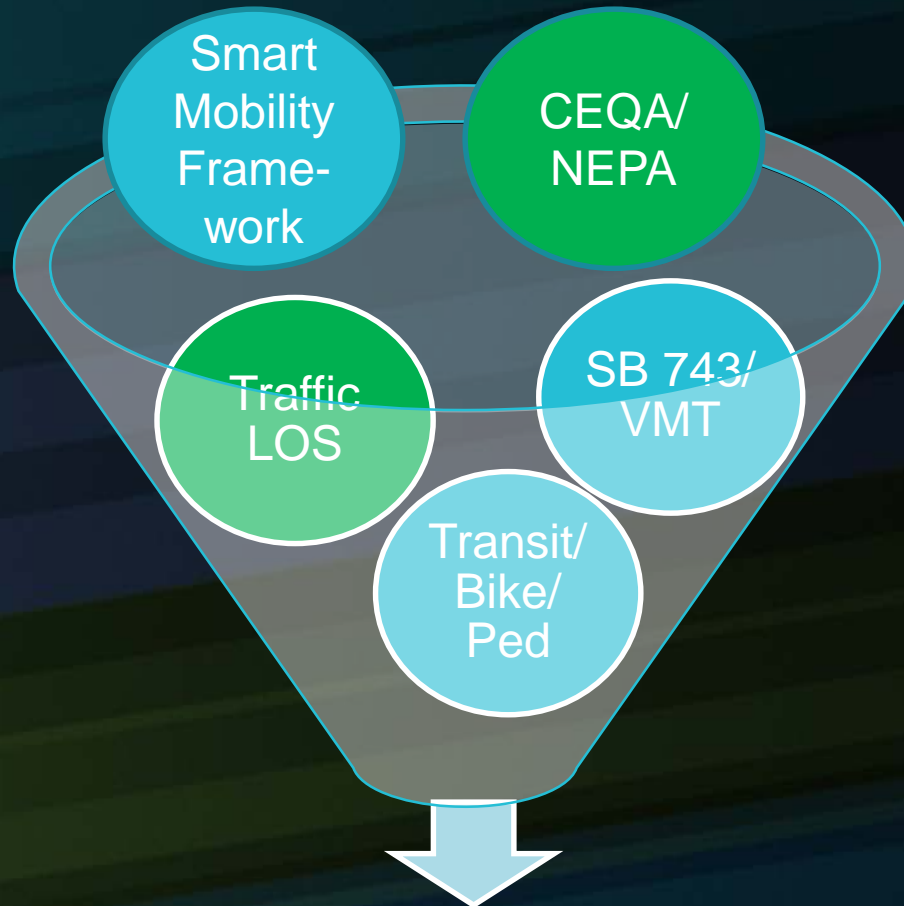 Smart
Mobility
Frame-
work
CEQA/
NEPA
Traffic
LOS
SB 743/
VMT
Transit/
Bike/
Ped